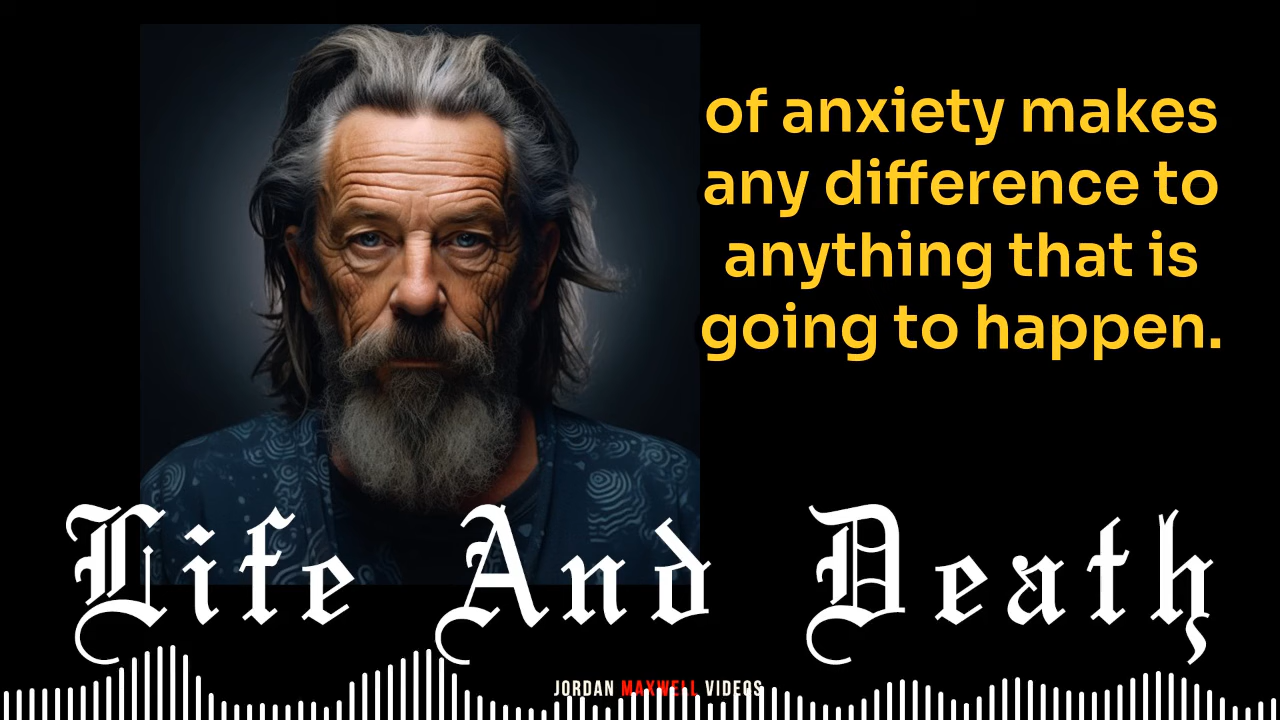 of anxiety makes
any difference to
anything that is
going to happen.
Life And Death
JORDAN MAXWELL VIDEOS